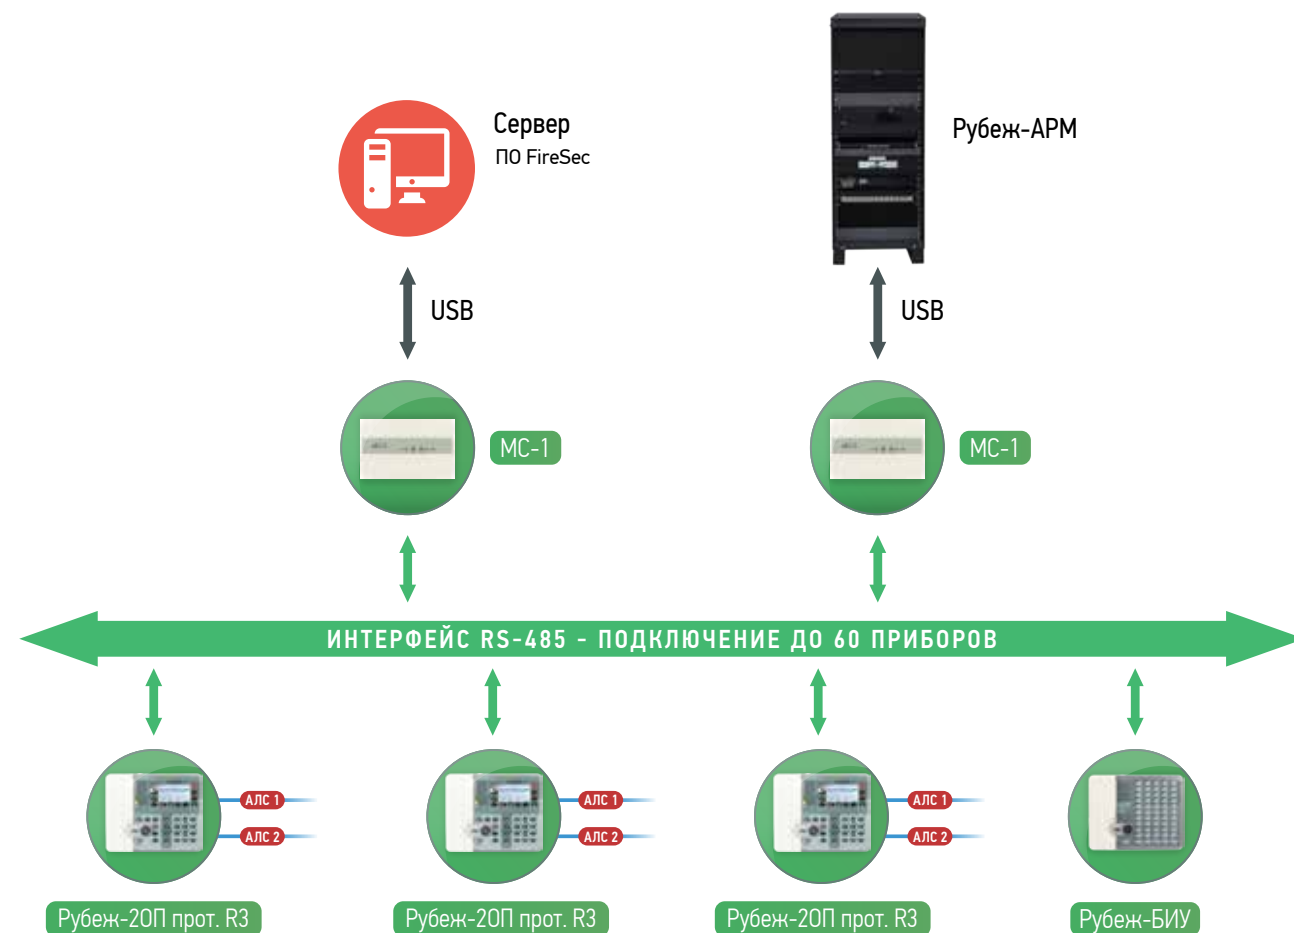 Сервер
ПО FireSec
Рубеж-АРМ
USB
USB
МС-1
МС-1
ИНТЕРФЕЙС RS-485 - ПОДКЛЮЧЕНИЕ ДО 60 ПРИБОРОВ
АЛС 1
АЛС 1
АЛС 1
АЛС 2
АЛС 2
АЛС 2
Рубеж-2ОП прот. R3
Рубеж-2ОП прот. R3
Рубеж-2ОП прот. R3
Рубеж-БИУ